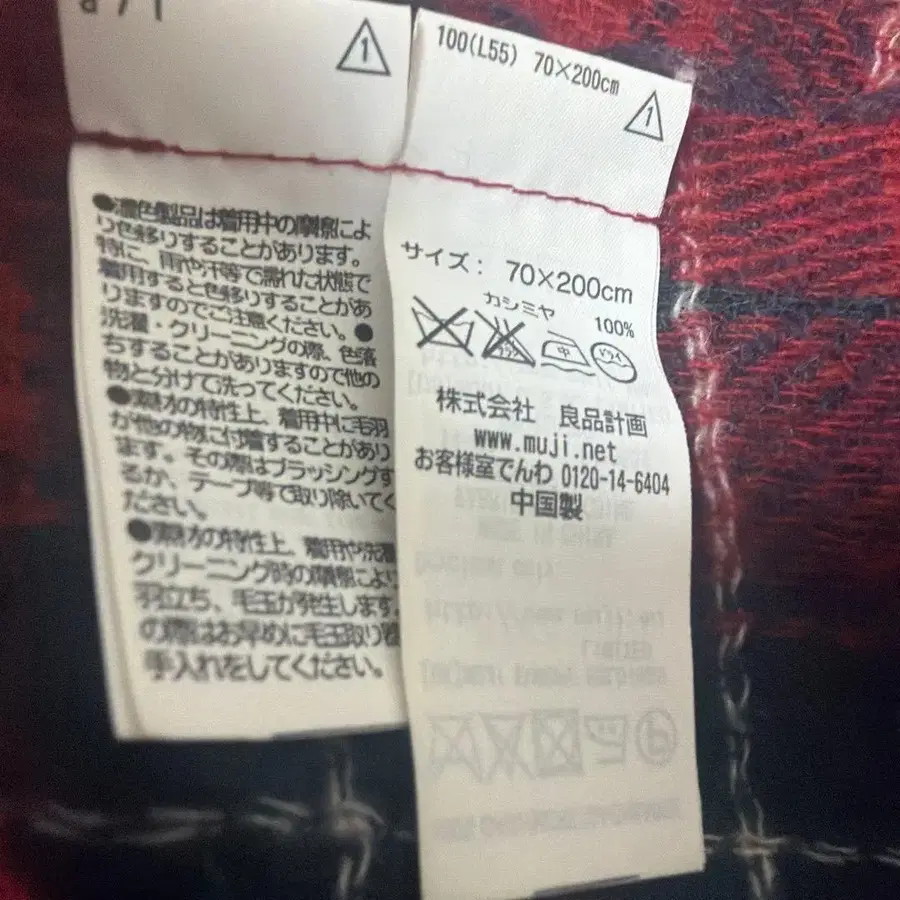 1
●濃色製品は着用中の摩擦によ
り色移りすることがあります。
特に、雨や汗等で濡れた状態で
着用すると色移りすることがあ
りますのでご注意ください。●
洗濯・クリーニングの際、色落
ちすることがありますので他の
物と分けて洗ってください。
●素材の特性上、着用中に毛羽
が他の物に付着することがあり
ます。その際はブラッシングす
るか、テープ等で取り除いてく
ださい。
●素材の特性上、着用や洗濯
クリーニング時の摩擦により
羽立ち、毛玉が発生します。
の際はお早めに毛玉取り器
手入れをしてください。
100(L55) 70×200cm
1
サイズ: 70×200cm
カシミヤ 100%
中 ドライ
株式会社 良品計画
www.muji.net
お客様室でんわ 0120-14-6404
中国製